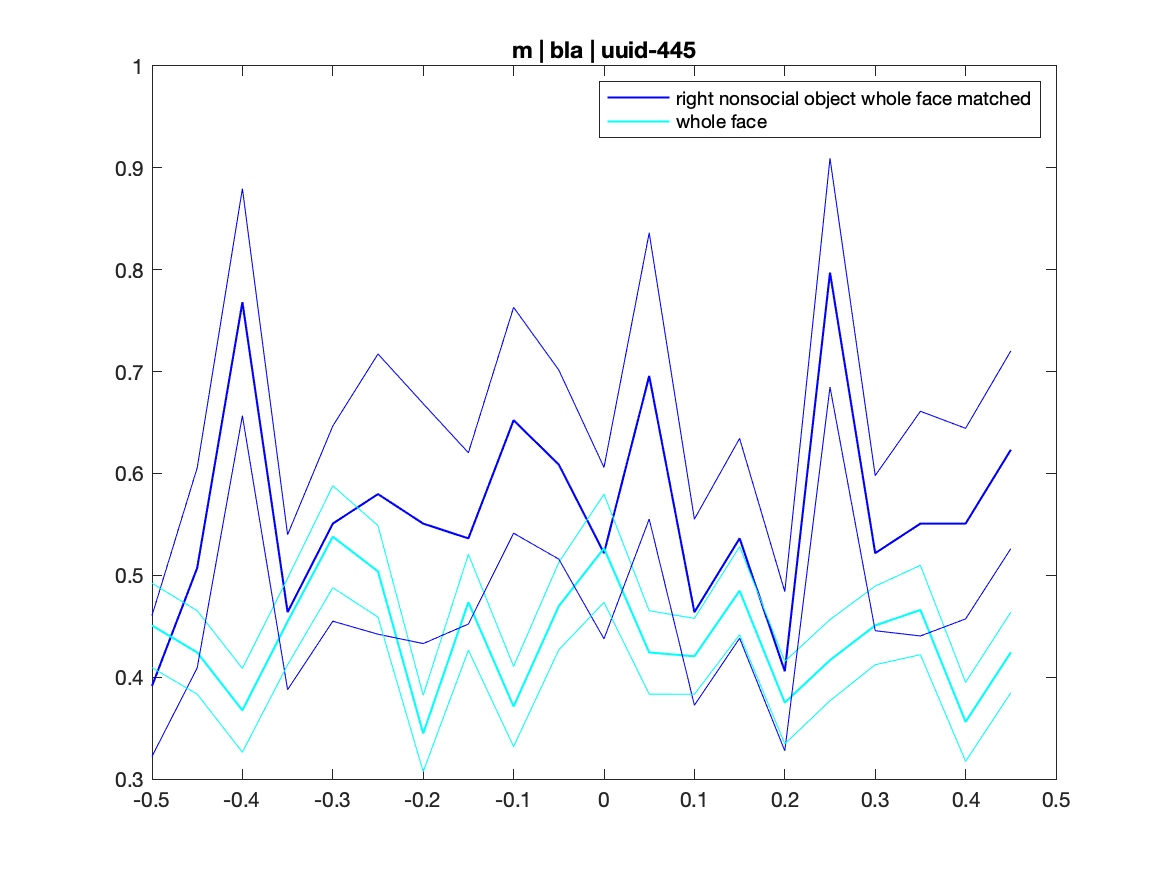 m | bla | uuid-445
1
right nonsocial object whole face matched
whole face
0.9
0.8
0.7
0.6
0.5
0.4
0.3
-0.5 -0.4 -0.3 -0.2 -0.1 0 0.1 0.2 0.3 0.4 0.5